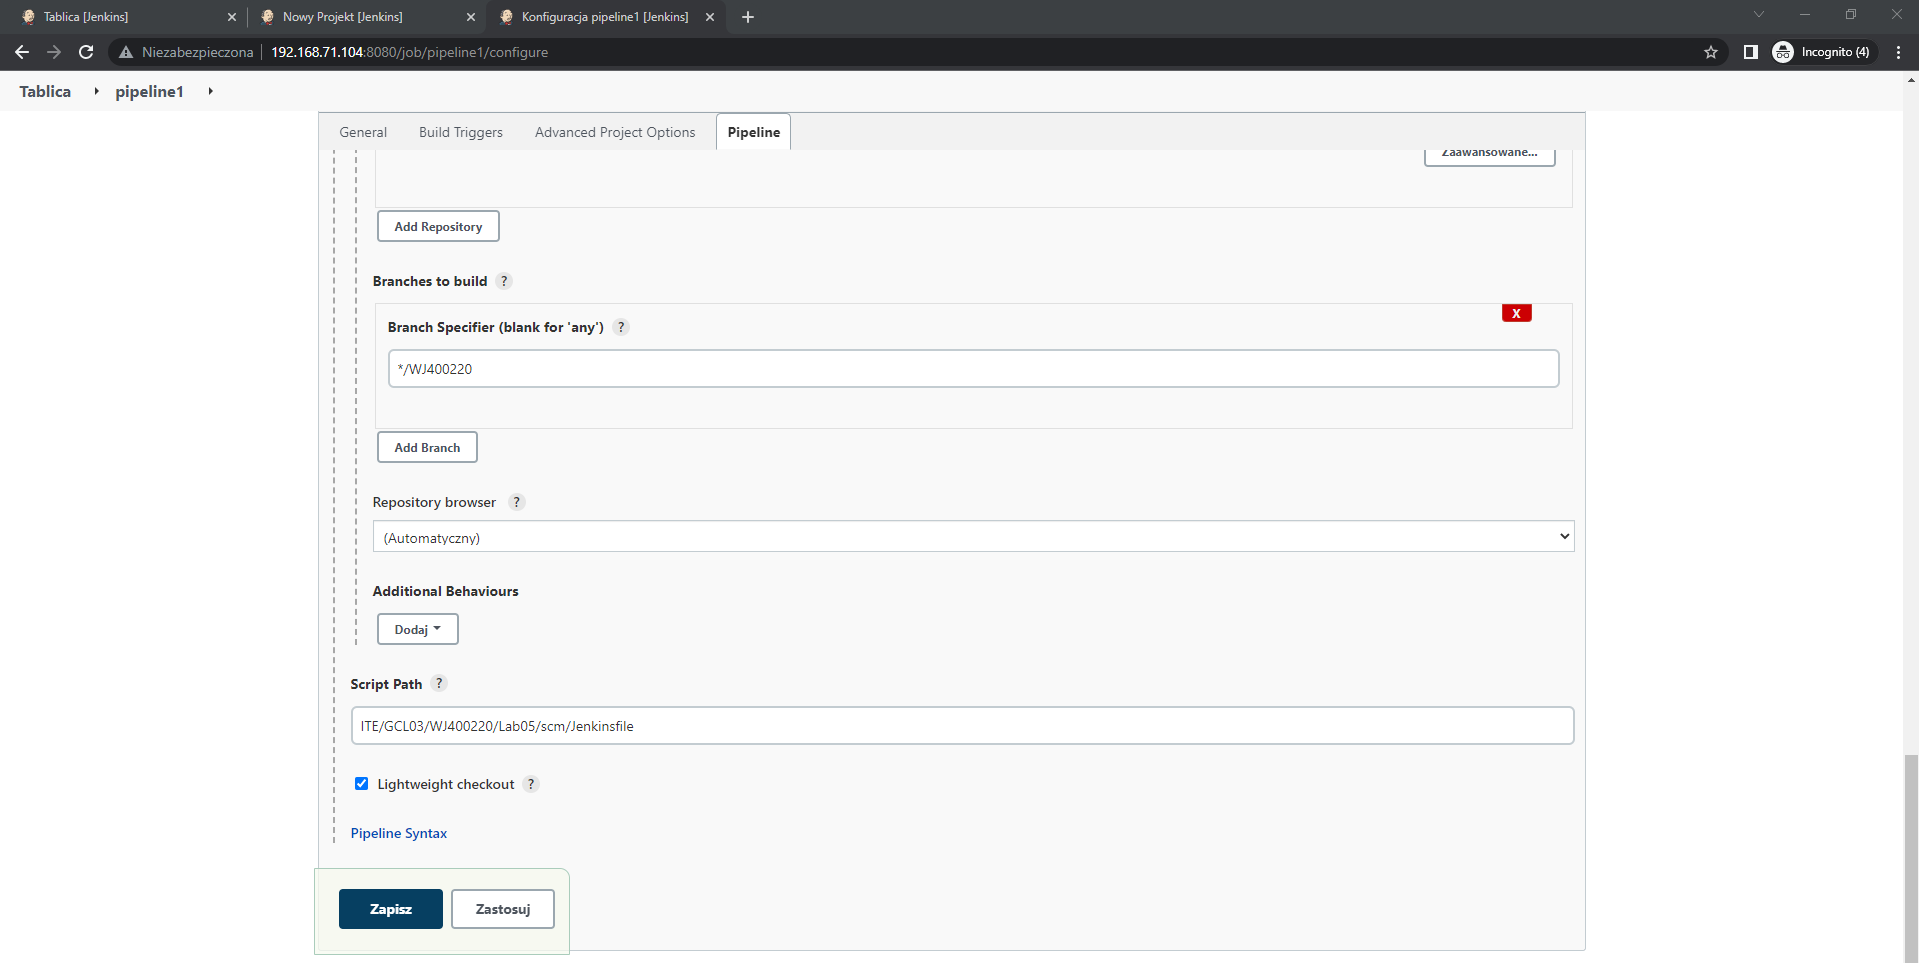 Tablica [Jenkins]
Nowy Projekt [Jenkins]
Konfiguracja pipeline1 [Jenkins]
Niezabezpieczona
192.168.71.104:8080/job/pipeline1/configure
Incognito (4)
Tablica
pipeline1
General
Build Triggers
Advanced Project Options
Pipeline
Zaawansowane...
Add Repository
Branches to build ?
X
Branch Specifier (blank for 'any') ?
*/WJ400220
Add Branch
Repository browser ?
(Automatyczny)
Additional Behaviours
Dodaj
Script Path ?
ITE/GCL03/WJ400220/Lab05/scm/Jenkinsfile
Lightweight checkout ?
Pipeline Syntax
Zapisz
Zastosuj